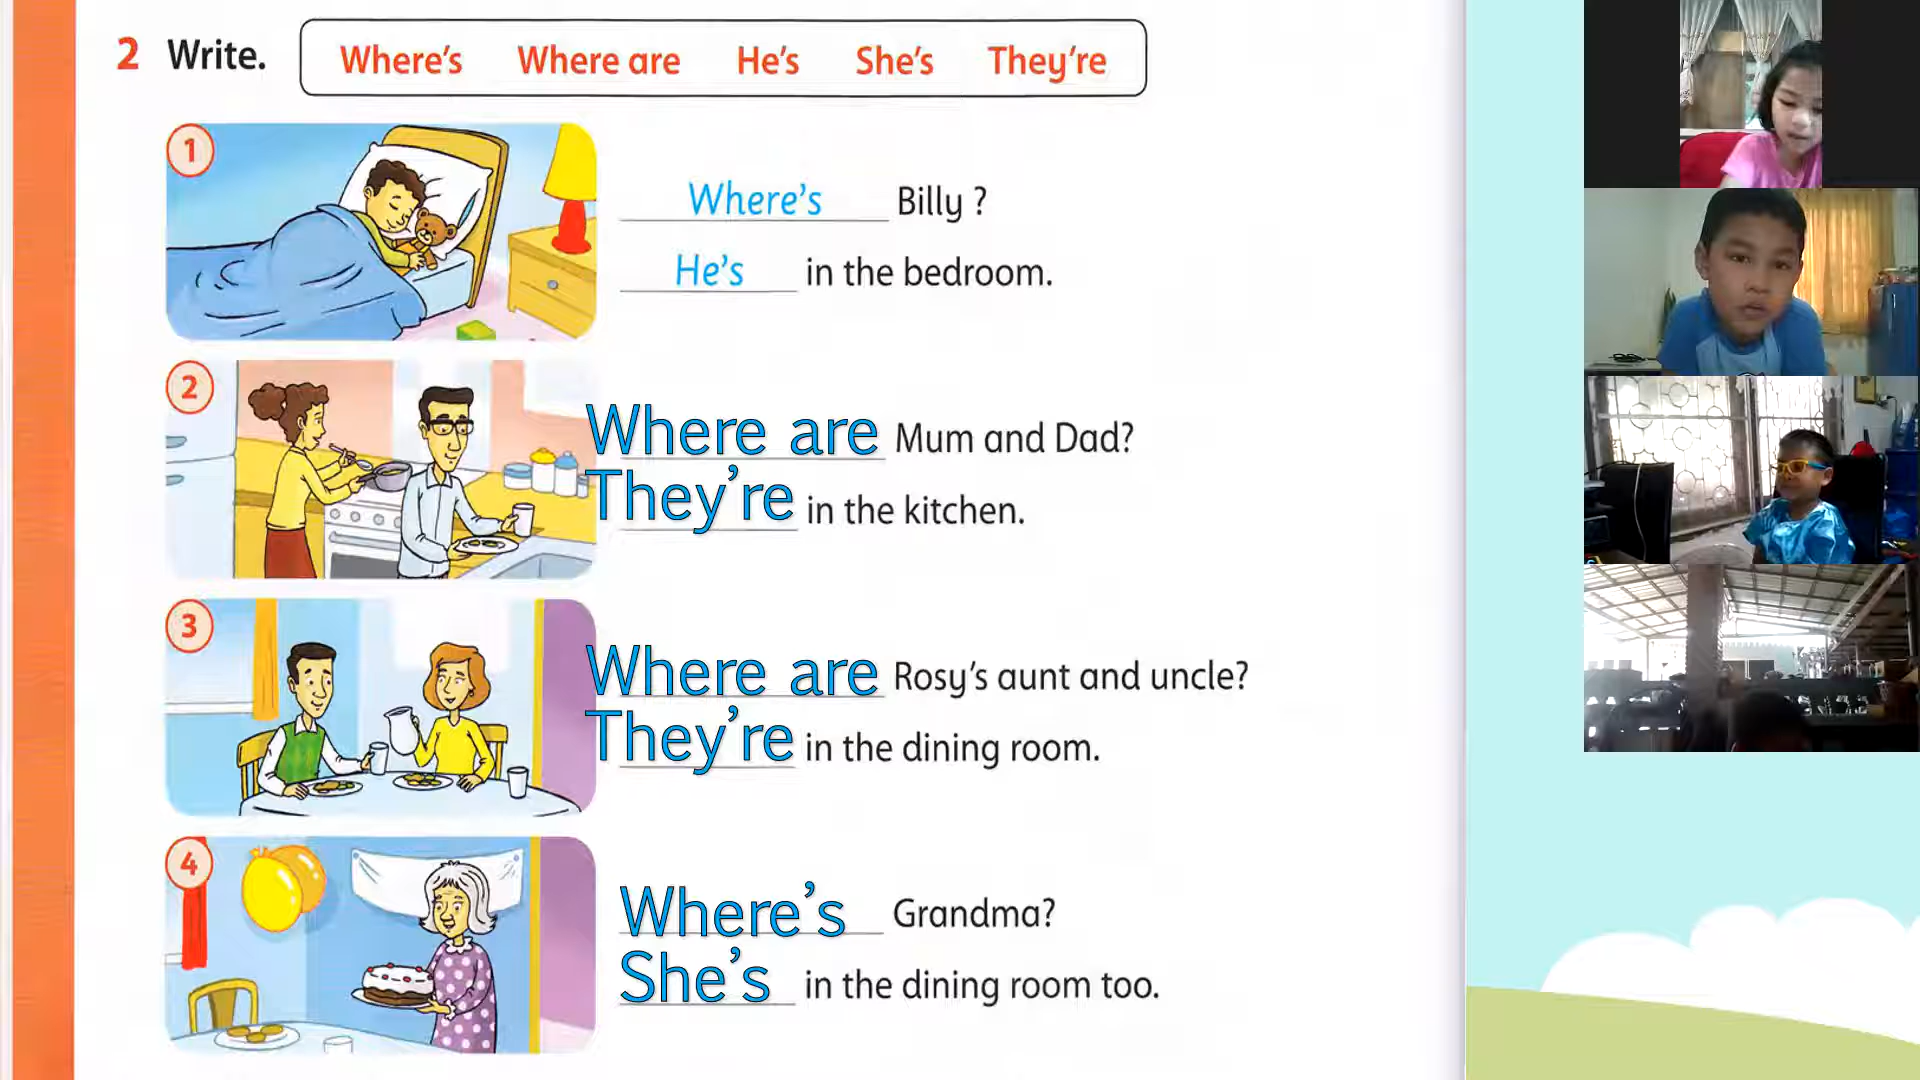 2 Write.
Where's Where are He's She's They're
1
Where's Billy ?
He's in the bedroom.
2
Where are Mum and Dad?
They're in the kitchen.
3
Where are Rosy's aunt and uncle?
They're in the dining room.
4
Where's Grandma?
She's in the dining room too.